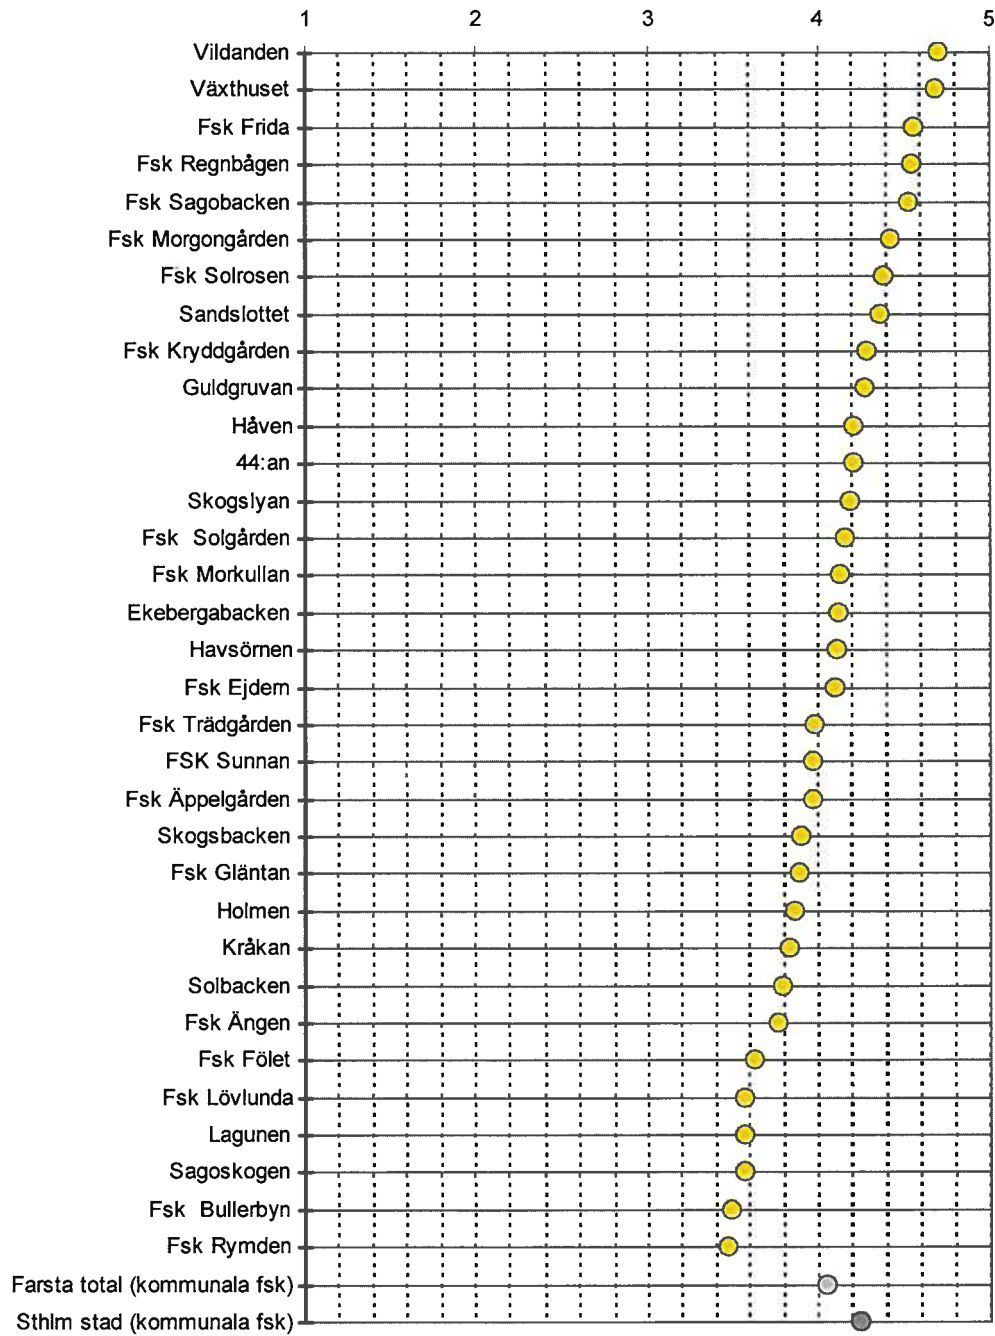 1 2 3 4 5
Vildanden
Växthuset
Fsk Frida
Fsk Regnbågen
Fsk Sagobacken
Fsk Morgongården
Fsk Solrosen
Sandslottet
Fsk Kryddgården
Guldgruvan
Håven
44:an
Skogslyan
Fsk Solgården
Fsk Morkullan
Ekebergabacken
Havsörnen
Fsk Ejdern
Fsk Trädgården
FSK Sunnan
Fsk Äppelgården
Skogsbacken
Fsk Gläntan
Holmen
Kråkan
Solbacken
Fsk Ängen
Fsk Fölet
Fsk Lövlunda
Lagunen
Sagoskogen
Fsk Bullerbyn
Fsk Rymden
Farsta total (kommunala fsk)
Sthlm stad (kommunala fsk)